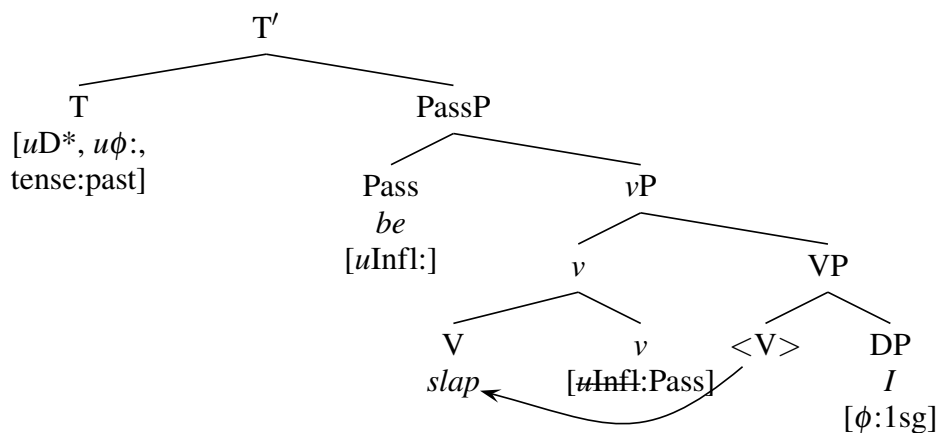 T′
T PassP
[uD*, uϕ:,
tense:past]
Pass vP
be
[uInfl:]
v VP
V v <V> DP
slap [uInfl:Pass] I
[ϕ:1sg]